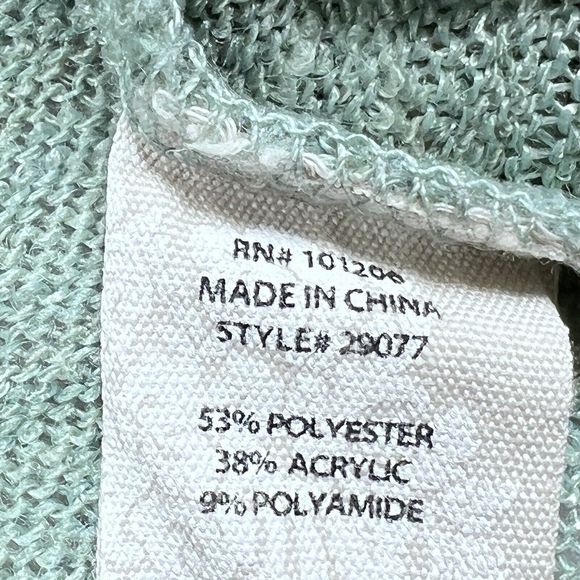 RN# 101206
MADE IN CHINA
STYLE# 29077
53% POLYESTER
38% ACRYLIC
9% POLYAMIDE